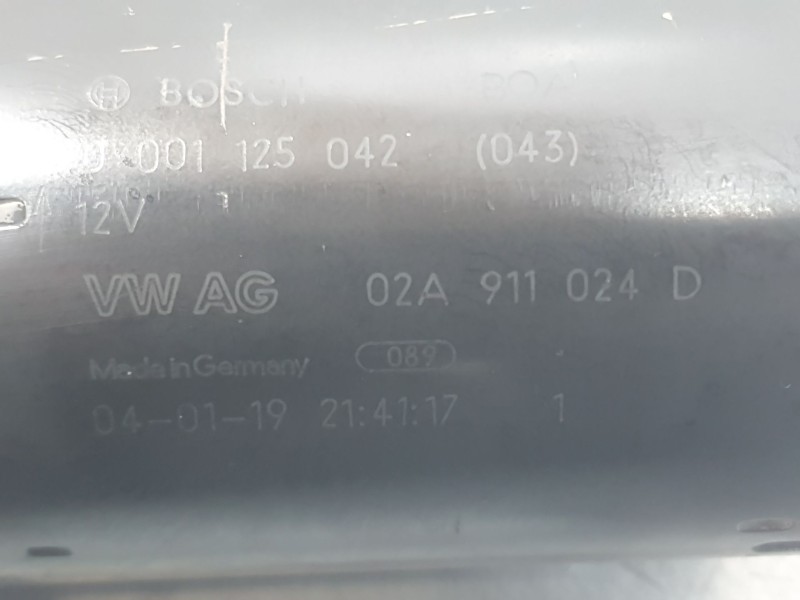 BOSCH
0 001 125 042 (043)
12V
VW AG 02A 911 024 D
Made in Germany 089
04-01-19 21:41:17 1